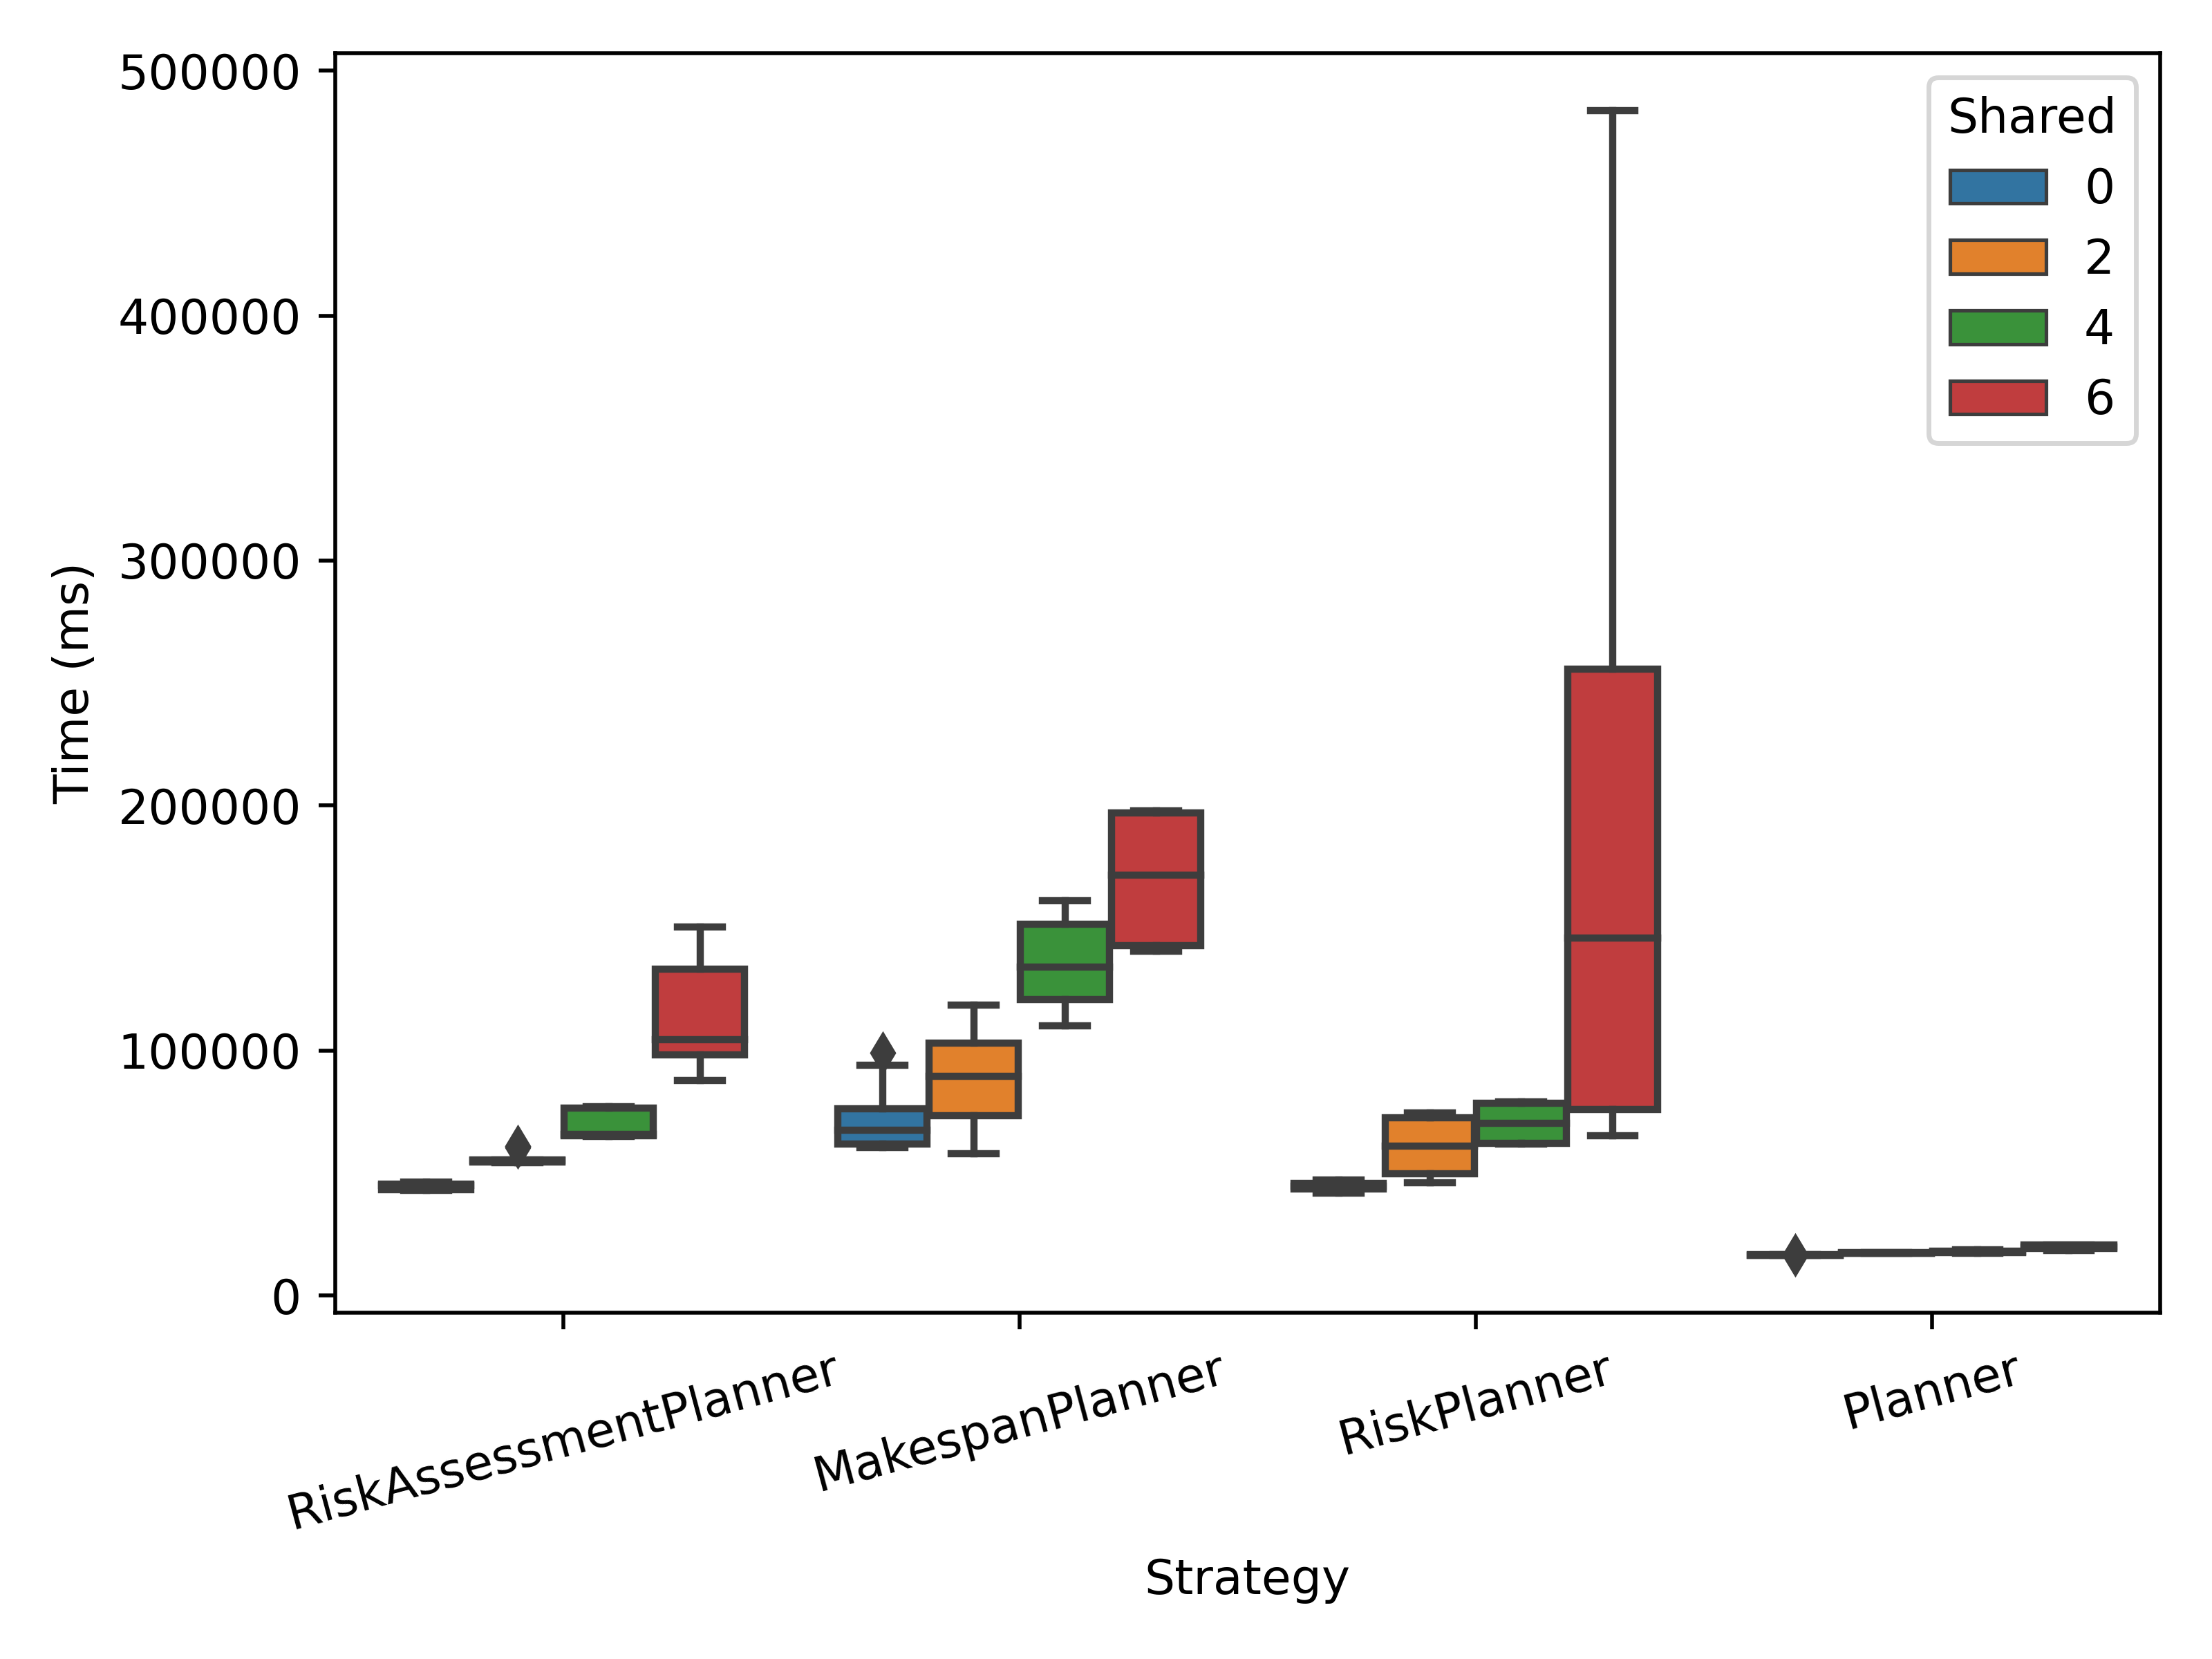 500000
400000
300000
200000
100000
0
Time (ms)
Shared
0
2
4
6
RiskAssessmentPlanner
MakespanPlanner
RiskPlanner
Planner
Strategy